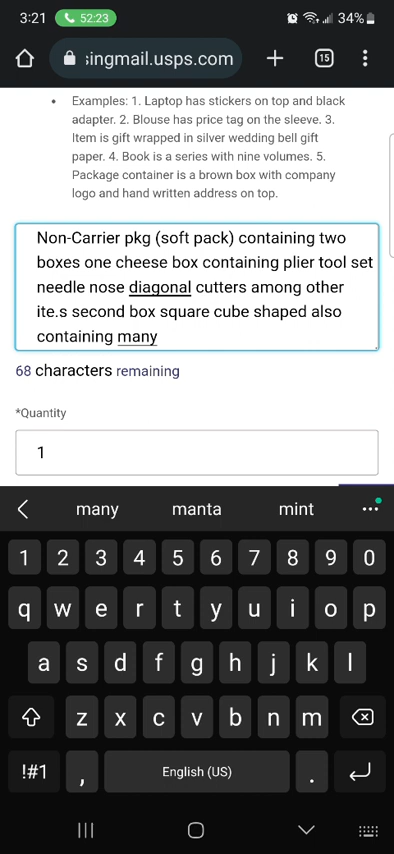 3:21 52:23 34%
singmail.usps.com + 15
• Examples: 1. Laptop has stickers on top and black
adapter. 2. Blouse has price tag on the sleeve. 3.
Item is gift wrapped in silver wedding bell gift
paper. 4. Book is a series with nine volumes. 5.
Package container is a brown box with company
logo and hand written address on top.
Non-Carrier pkg (soft pack) containing two
boxes one cheese box containing plier tool set
needle nose diagonal cutters among other
ite.s second box square cube shaped also
containing many
68 characters remaining
*Quantity
1
many manta mint
1 2 3 4 5 6 7 8 9 0
q w e r t y u i o p
a s d f g h j k l
z x c v b n m
!#1 , English (US) .